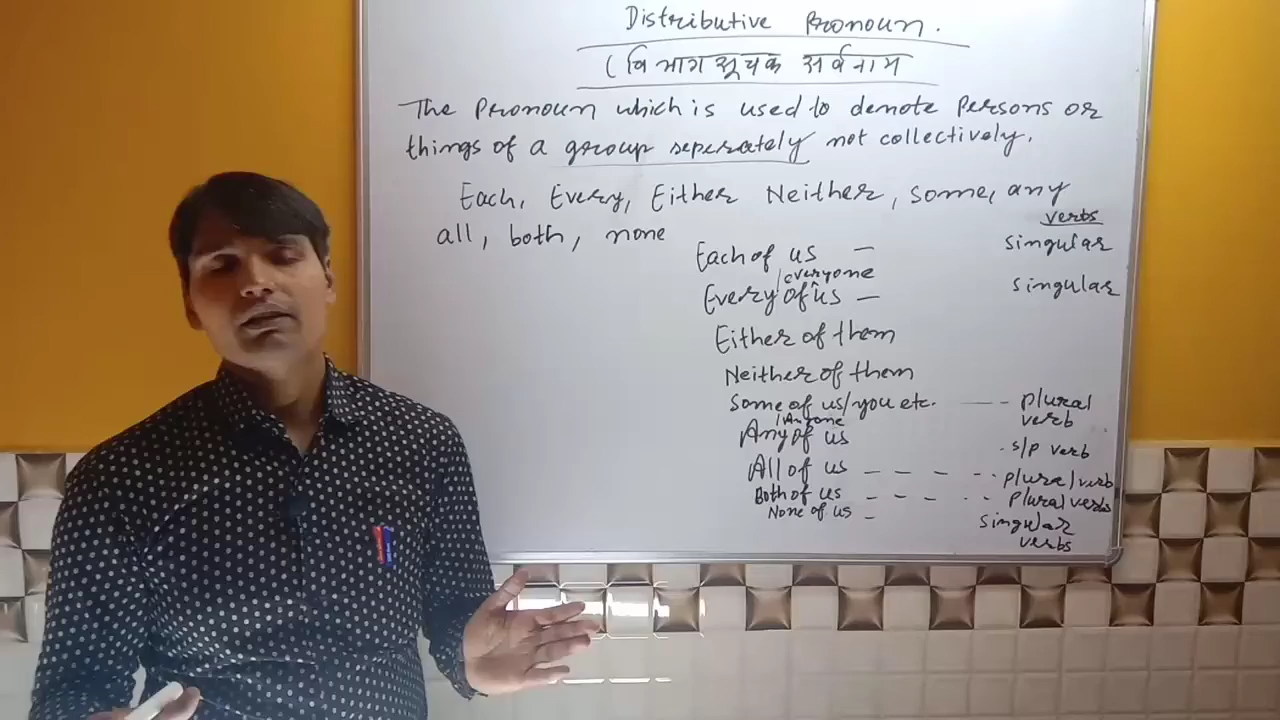 Distributive Pronoun.
( विभागसूचक सर्वनाम
The Pronoun which is used to denote Persons or
things of a group seperately not collectively.
Each, Every, Either Neither, some, any
all, both, none
verbs
Each of us — singular
/everyone
Every of us — singular
Either of them
Neither of them
Some of us/you etc. —— plural
verb
/Anyone
Any of us s/p verb
All of us — — — -- plural verb
Both of us - - - -- plural verbs
None of us - singular
verbs